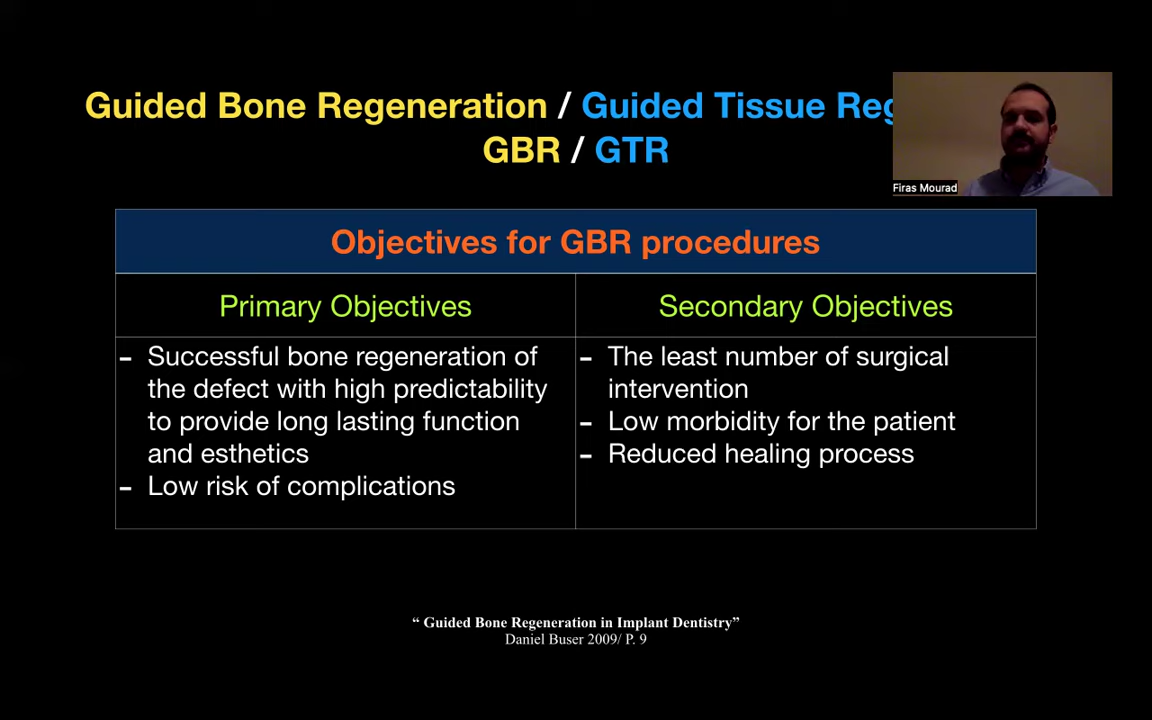 Guided Bone Regeneration / Guided Tissue
GBR / GTR
Firas Mourad
Objectives for GBR procedures
Primary Objectives
Secondary Objectives
- Successful bone regeneration of
the defect with high predictability
to provide long lasting function
and esthetics
- Low risk of complications
- The least number of surgical
intervention
- Low morbidity for the patient
- Reduced healing process
“ Guided Bone Regeneration in Implant Dentistry”
Daniel Buser 2009/ P. 9